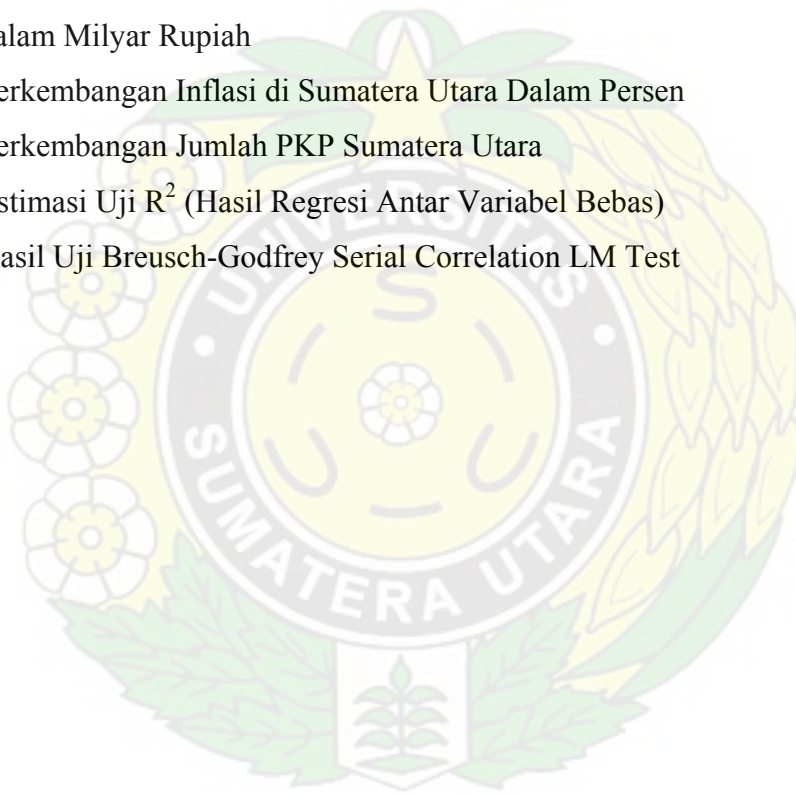 alam Milyar Rupiah
erkembangan Inflasi di Sumatera Utara Dalam Persen
erkembangan Jumlah PKP Sumatera Utara
stimasi Uji R² (Hasil Regresi Antar Variabel Bebas)
asil Uji Breusch-Godfrey Serial Correlation LM Test
UNIVERSITAS
SUMATERA UTARA